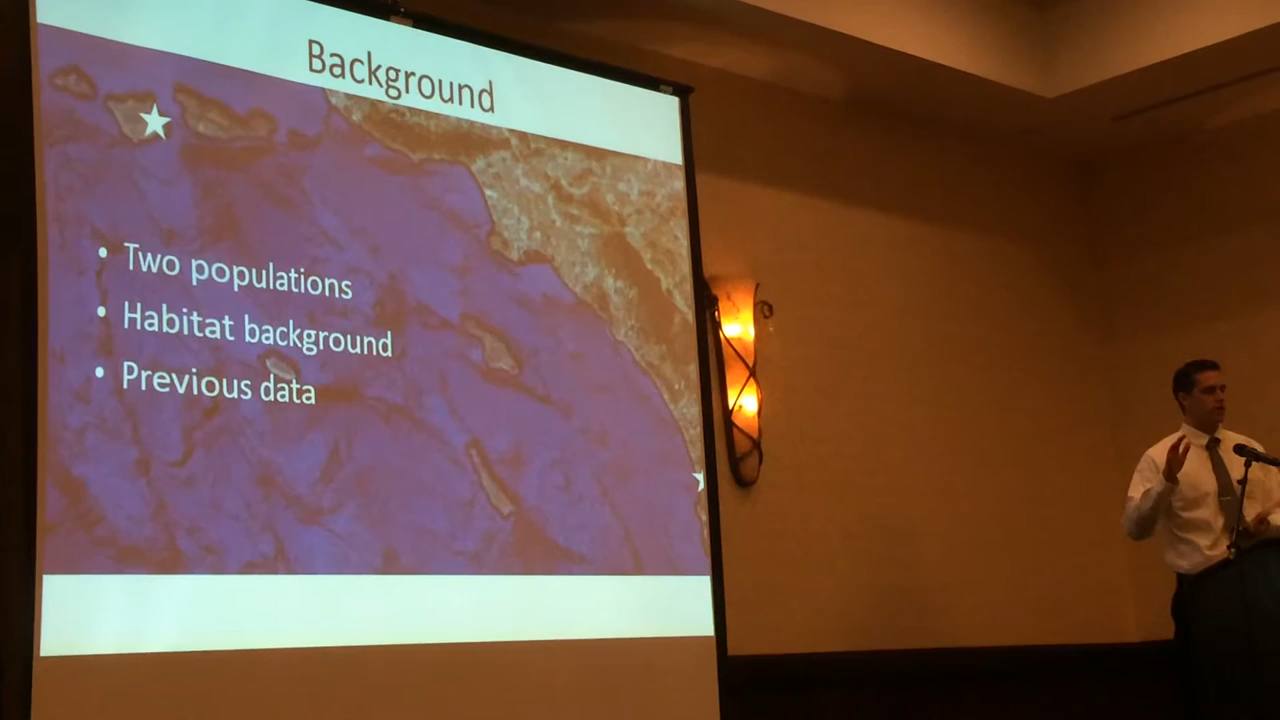 Background
• Two populations
• Habitat background
• Previous data